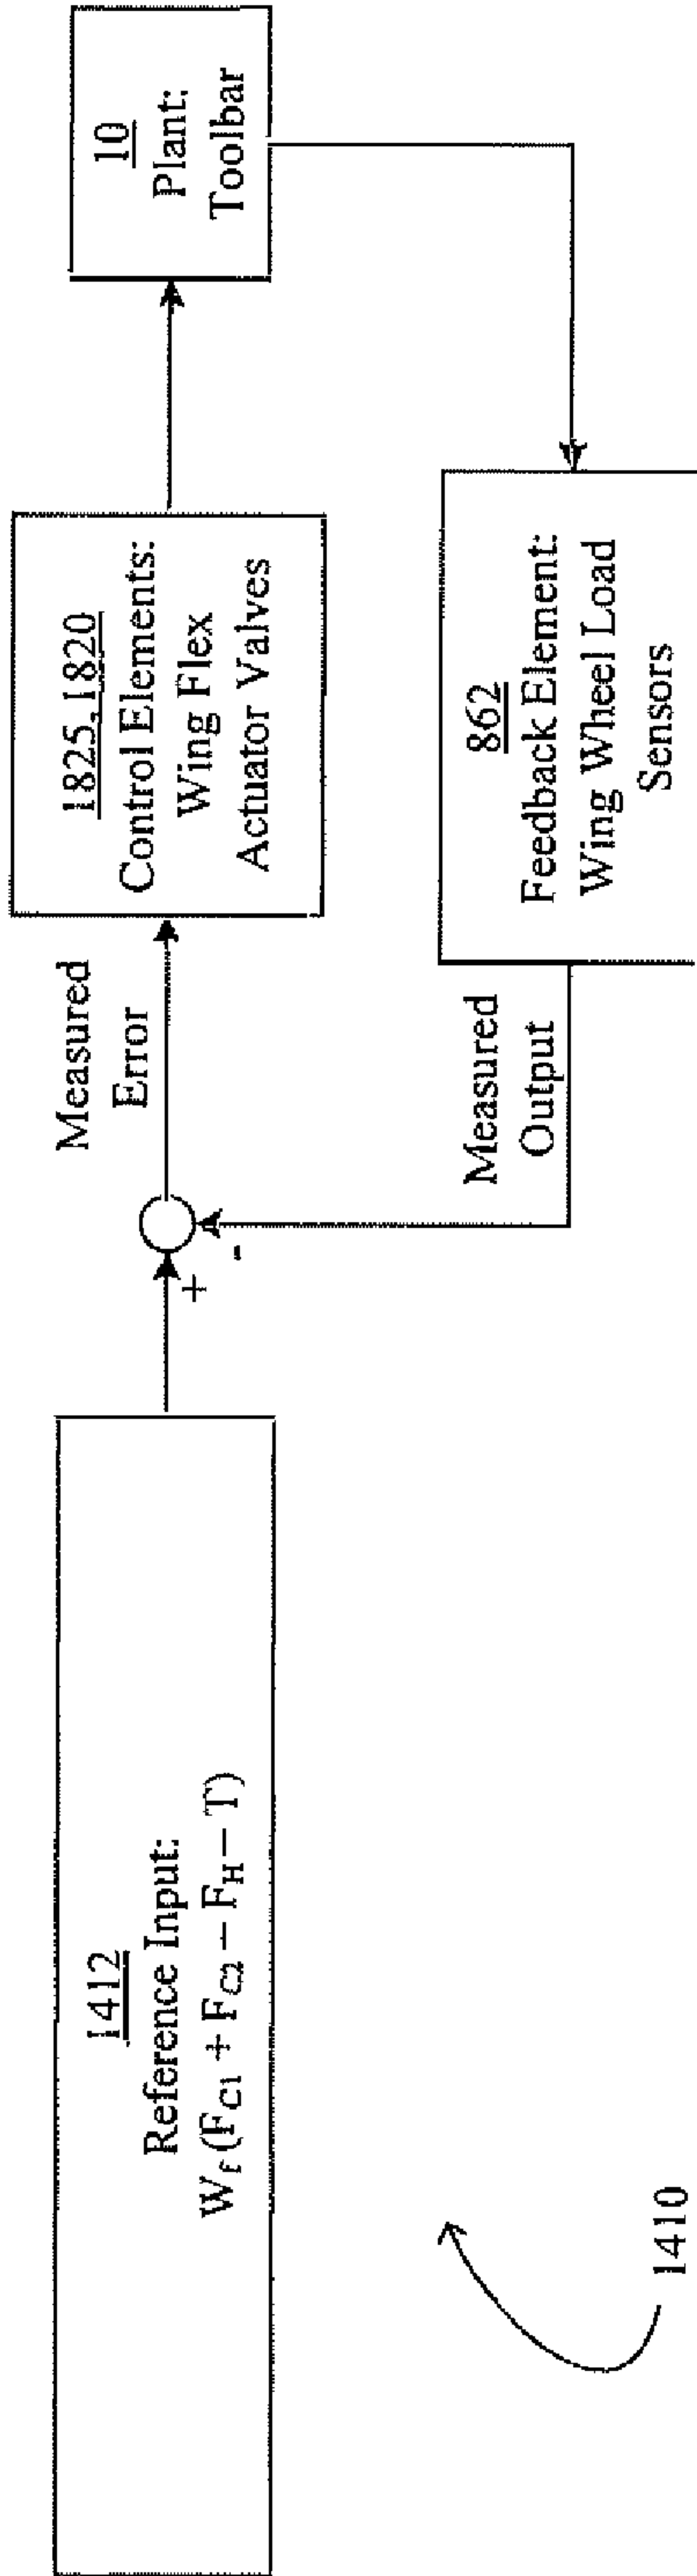 1412
Reference Input:
W_f(F_C1 + F_C2 − F_H − T)
+
-
Measured
Error
1825, 1820
Control Elements:
Wing Flex
Actuator Valves
10
Plant:
Toolbar
862
Feedback Element:
Wing Wheel Load
Sensors
Measured
Output
1410